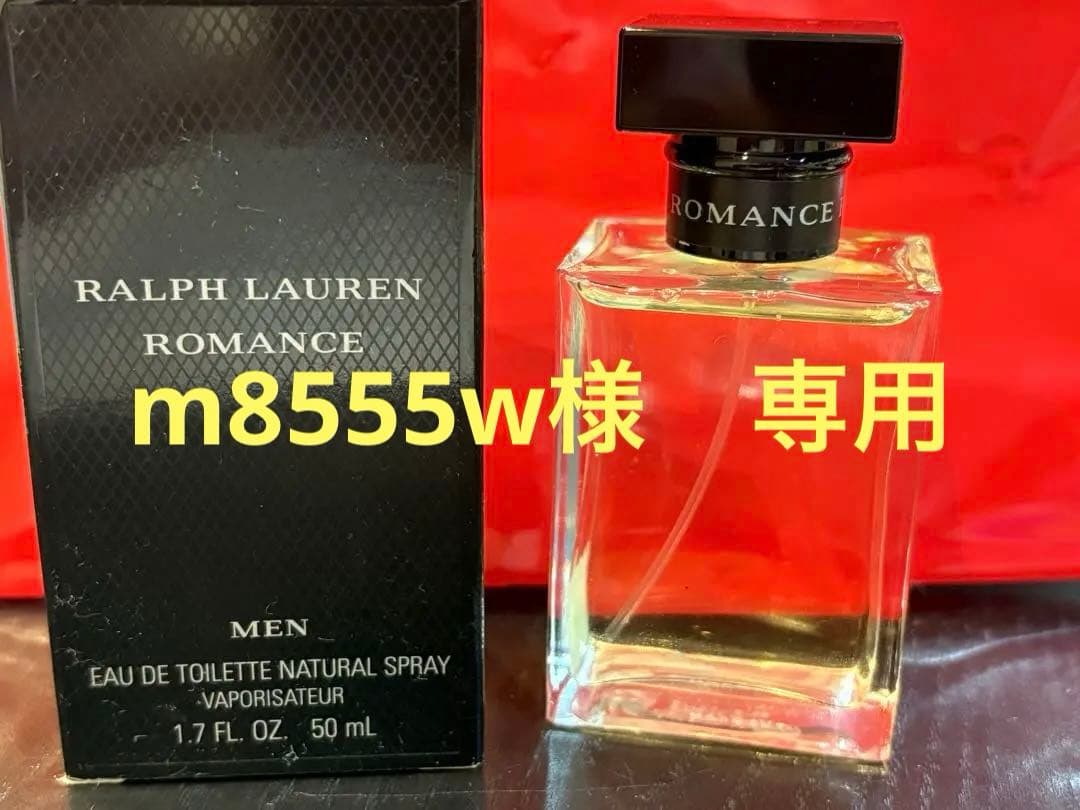 RALPH LAUREN
ROMANCE
m8555w様　専用
MEN
EAU DE TOILETTE NATURAL SPRAY
VAPORISATEUR
1.7 FL. OZ. 50 mL
ROMANCE